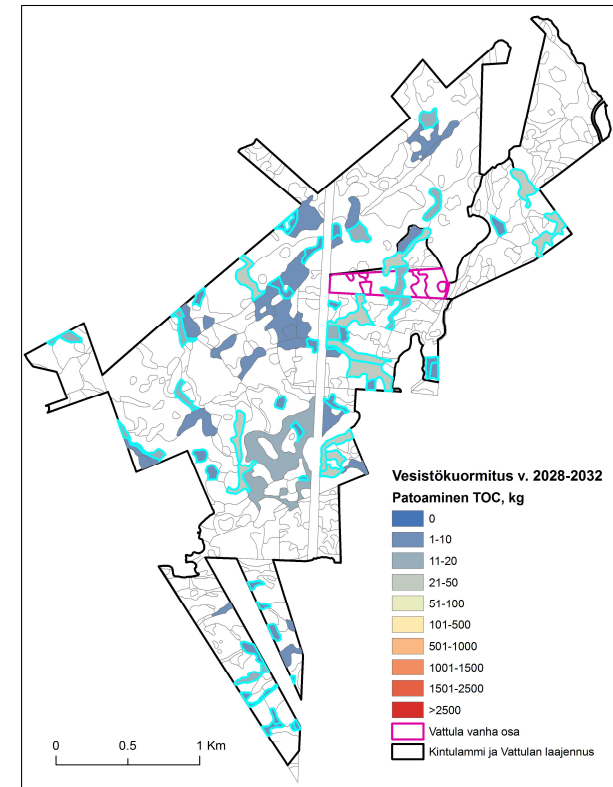 Vesistökuormitus v. 2028-2032
Patoaminen TOC, kg
0
1-10
11-20
21-50
51-100
101-500
501-1000
1001-1500
1501-2500
>2500
Vattula vanha osa
Kintulammi ja Vattulan laajennus
0 0.5 1 Km